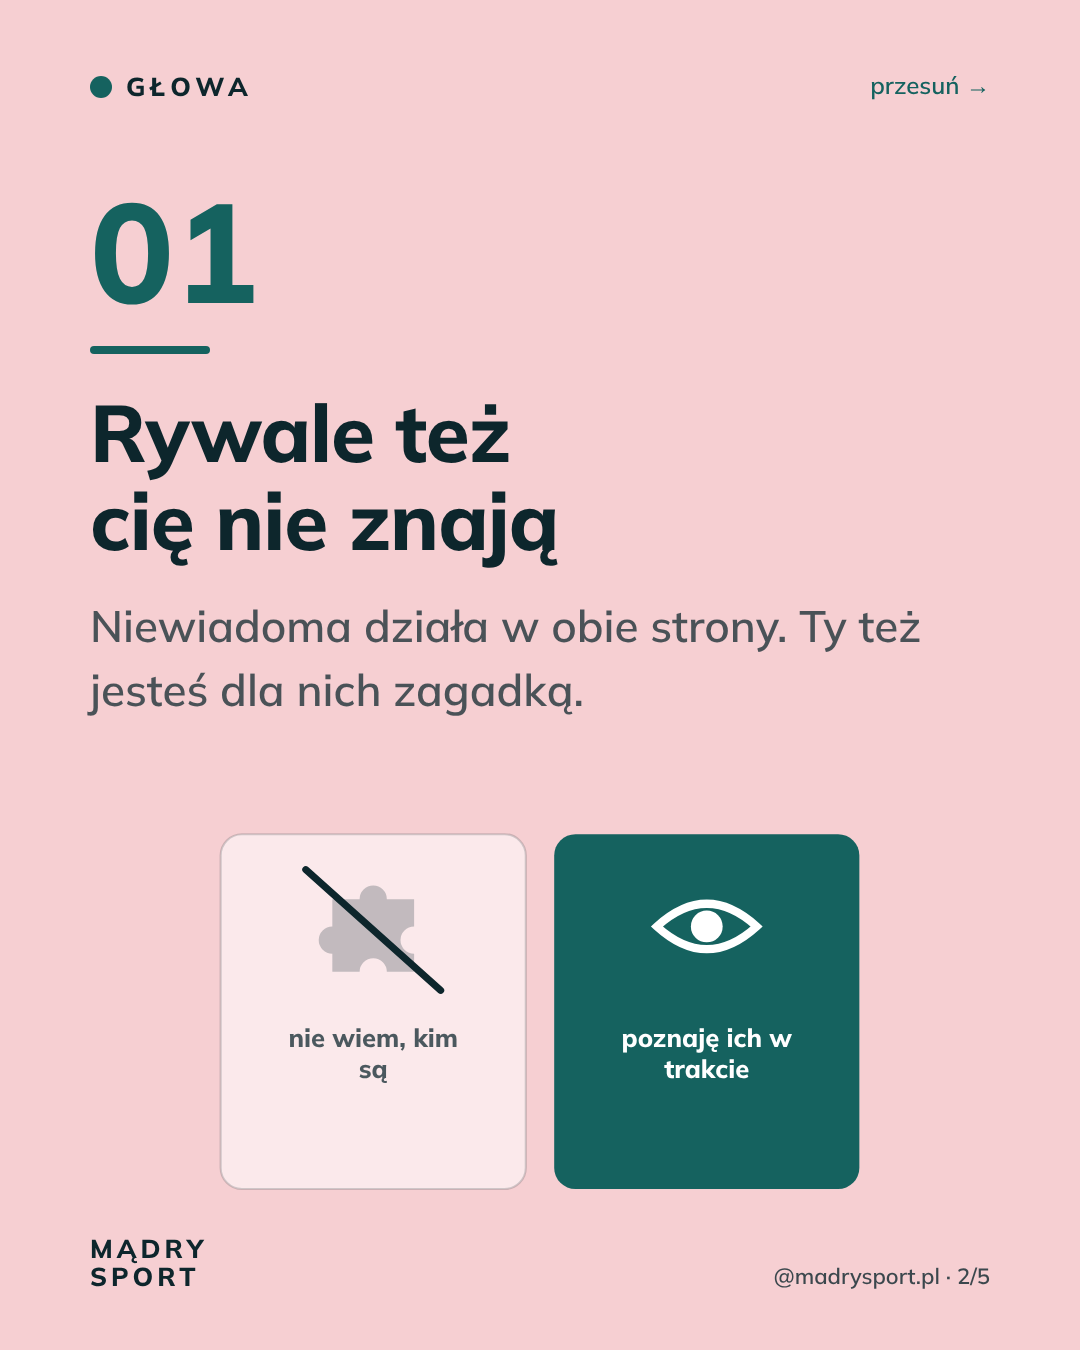 GŁOWA
przesuń →
01
Rywale też
cię nie znają
Niewiadoma działa w obie strony. Ty też
jesteś dla nich zagadką.
nie wiem, kim
są
poznaję ich w
trakcie
MĄDRY
SPORT
@madrysport.pl · 2/5